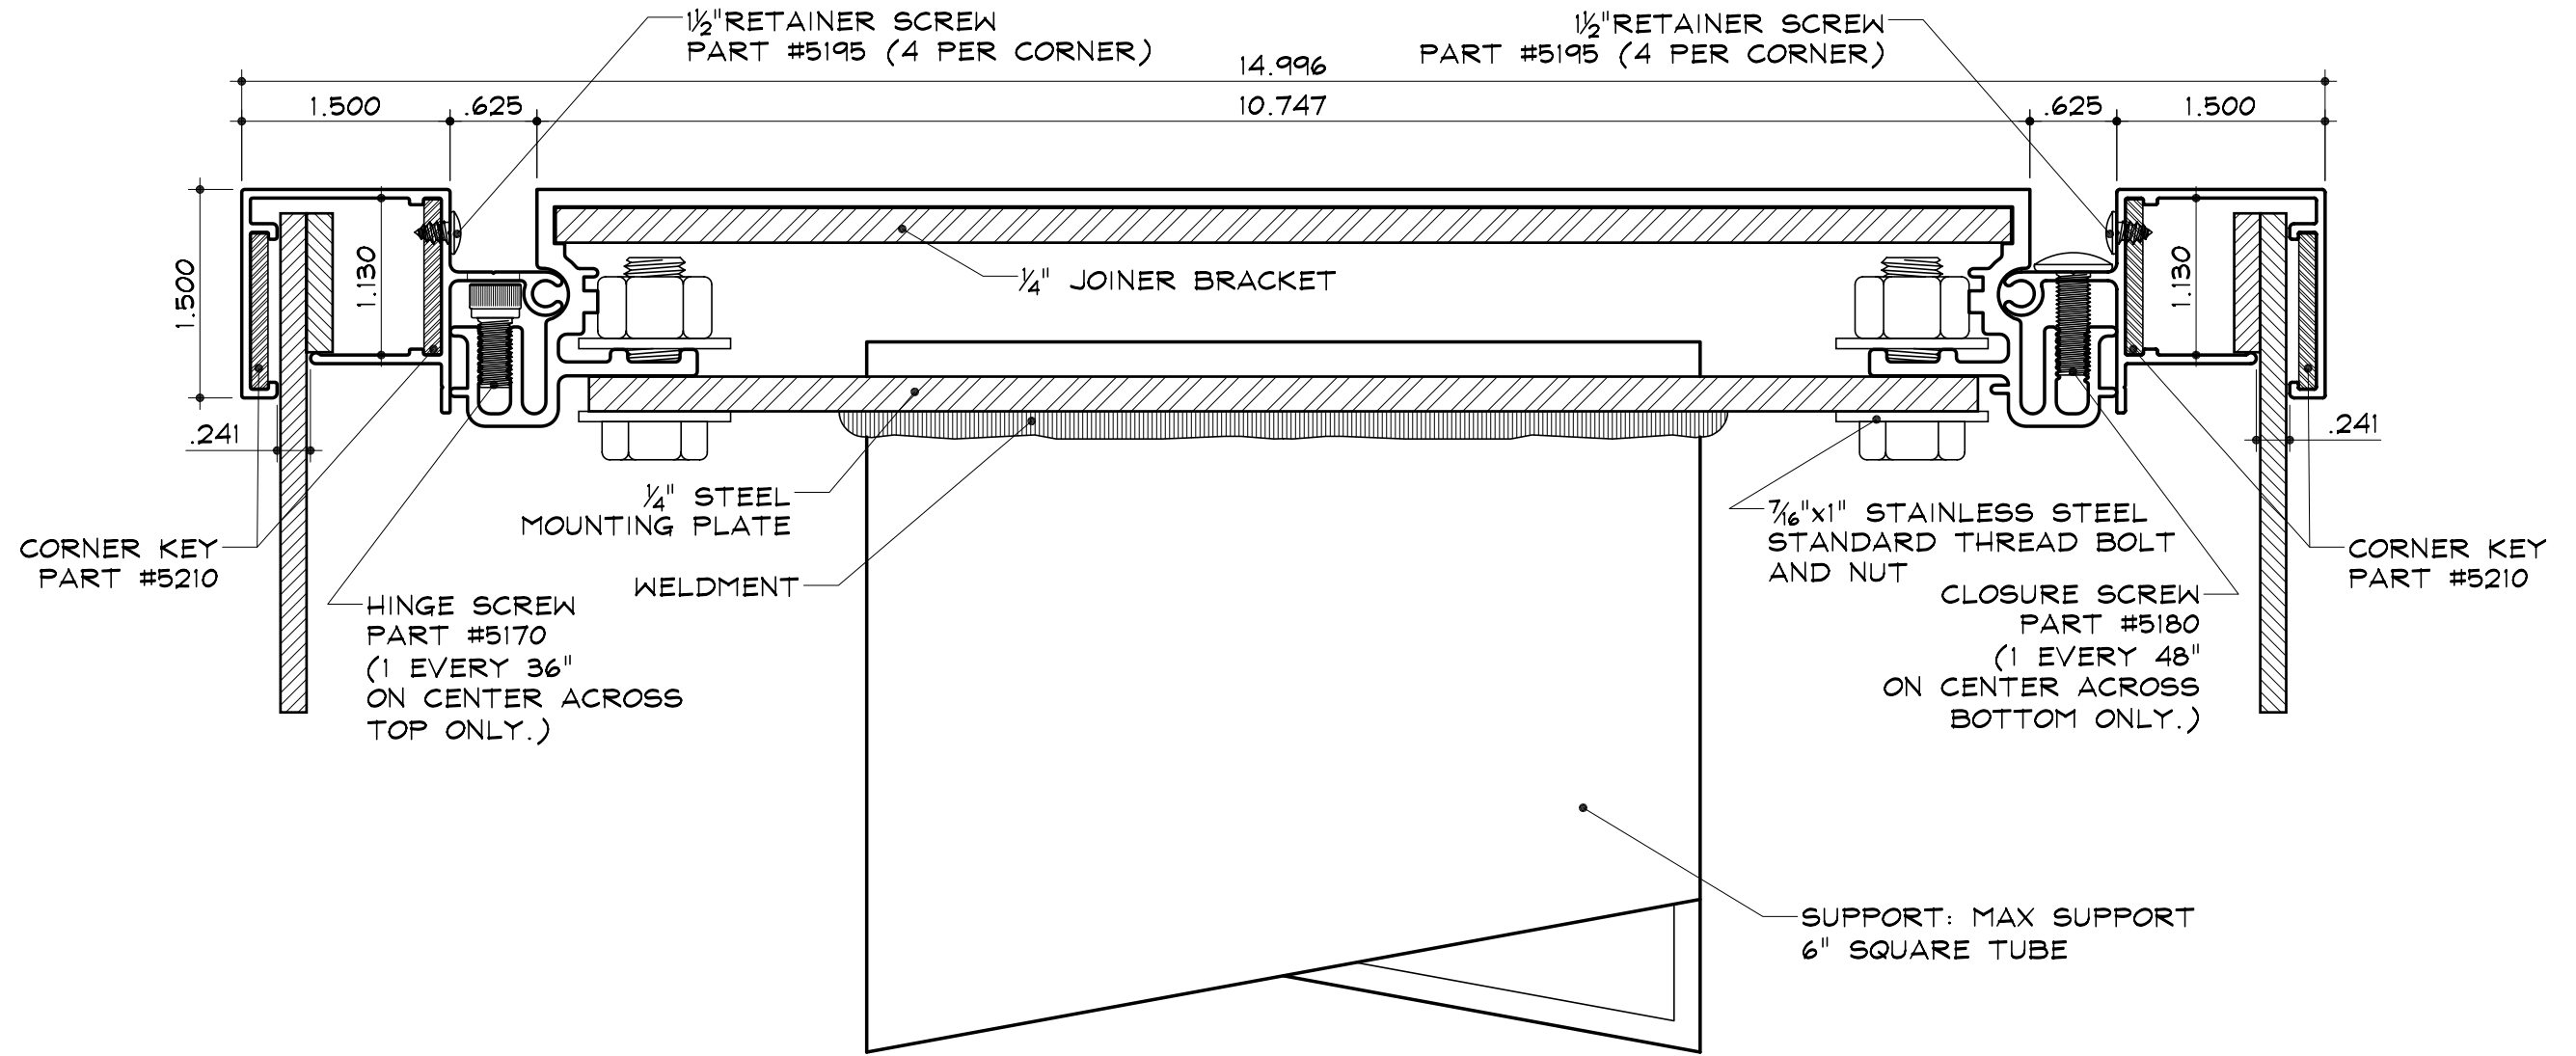 1½" RETAINER SCREW
PART #5195 (4 PER CORNER)
1½" RETAINER SCREW
PART #5195 (4 PER CORNER)
14.996
1.500
.625
10.747
.625
1.500
1.500
1.130
1.130
¼" JOINER BRACKET
.241
.241
¼" STEEL
MOUNTING PLATE
7/16"x1" STAINLESS STEEL
STANDARD THREAD BOLT
AND NUT
CORNER KEY
PART #5210
CORNER KEY
PART #5210
WELDMENT
HINGE SCREW
PART #5170
(1 EVERY 36"
ON CENTER ACROSS
TOP ONLY.)
CLOSURE SCREW
PART #5180
(1 EVERY 48"
ON CENTER ACROSS
BOTTOM ONLY.)
SUPPORT: MAX SUPPORT
6" SQUARE TUBE